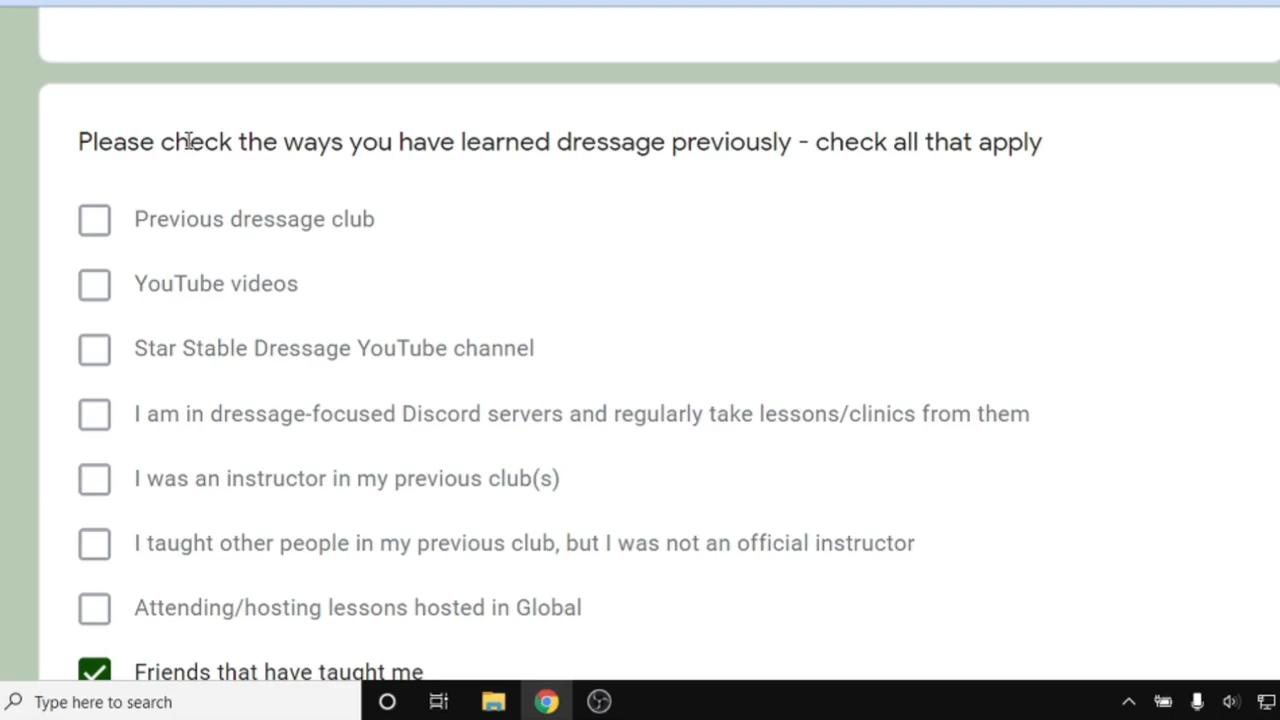 Please check the ways you have learned dressage previously - check all that apply
Previous dressage club
YouTube videos
Star Stable Dressage YouTube channel
I am in dressage-focused Discord servers and regularly take lessons/clinics from them
I was an instructor in my previous club(s)
I taught other people in my previous club, but I was not an official instructor
Attending/hosting lessons hosted in Global
Friends that have taught me
Type here to search